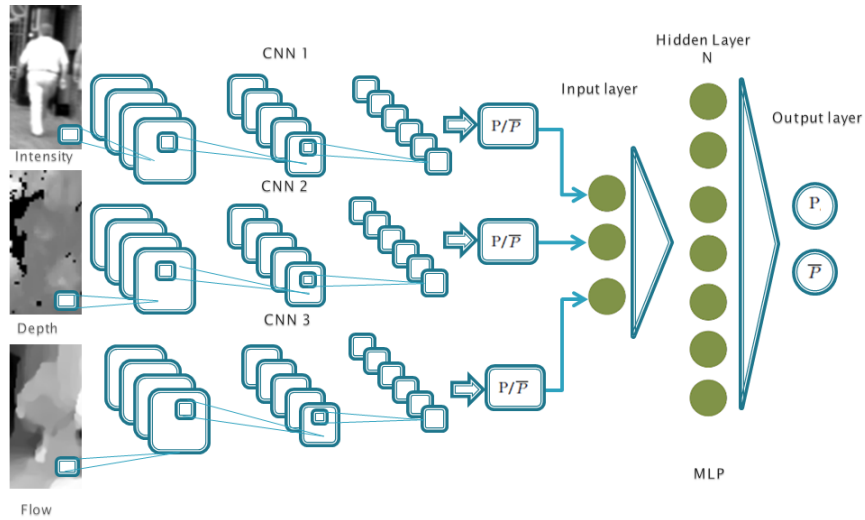 CNN 1
Intensity
P/P̅
CNN 2
Depth
P/P̅
CNN 3
Flow
P/P̅
Input layer
Hidden Layer
N
MLP
Output layer
P
P̅